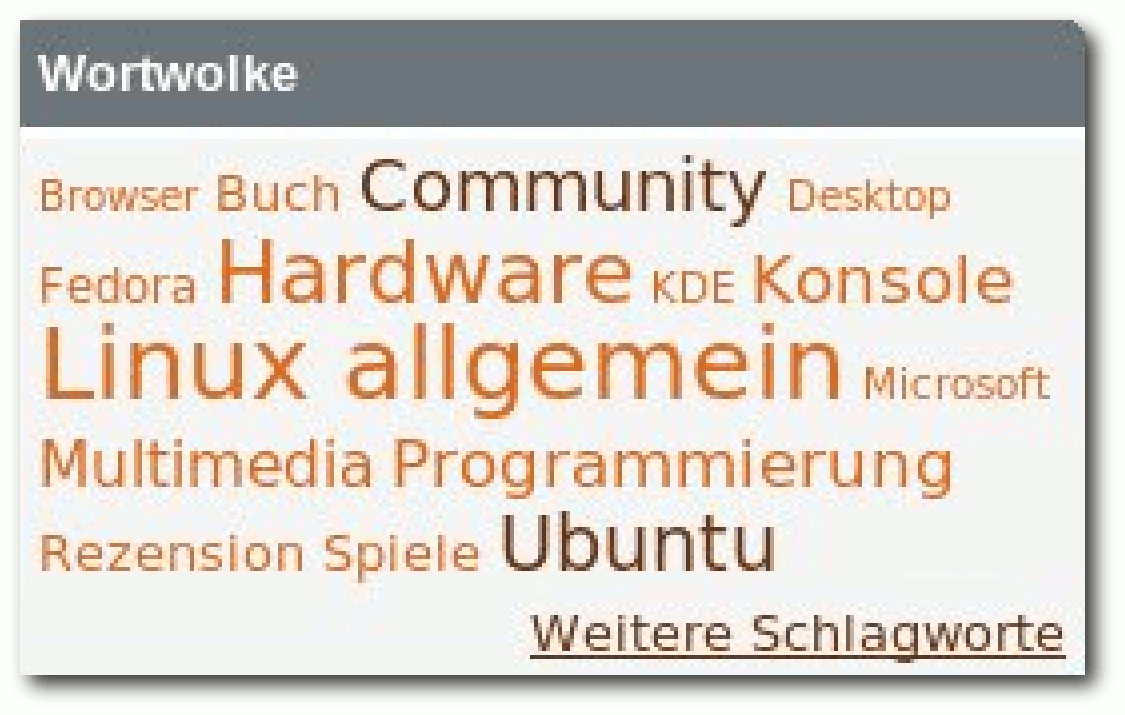 Wortwolke
Browser Buch Community Desktop
Fedora Hardware KDE Konsole
Linux allgemein Microsoft
Multimedia Programmierung
Rezension Spiele Ubuntu
Weitere Schlagworte